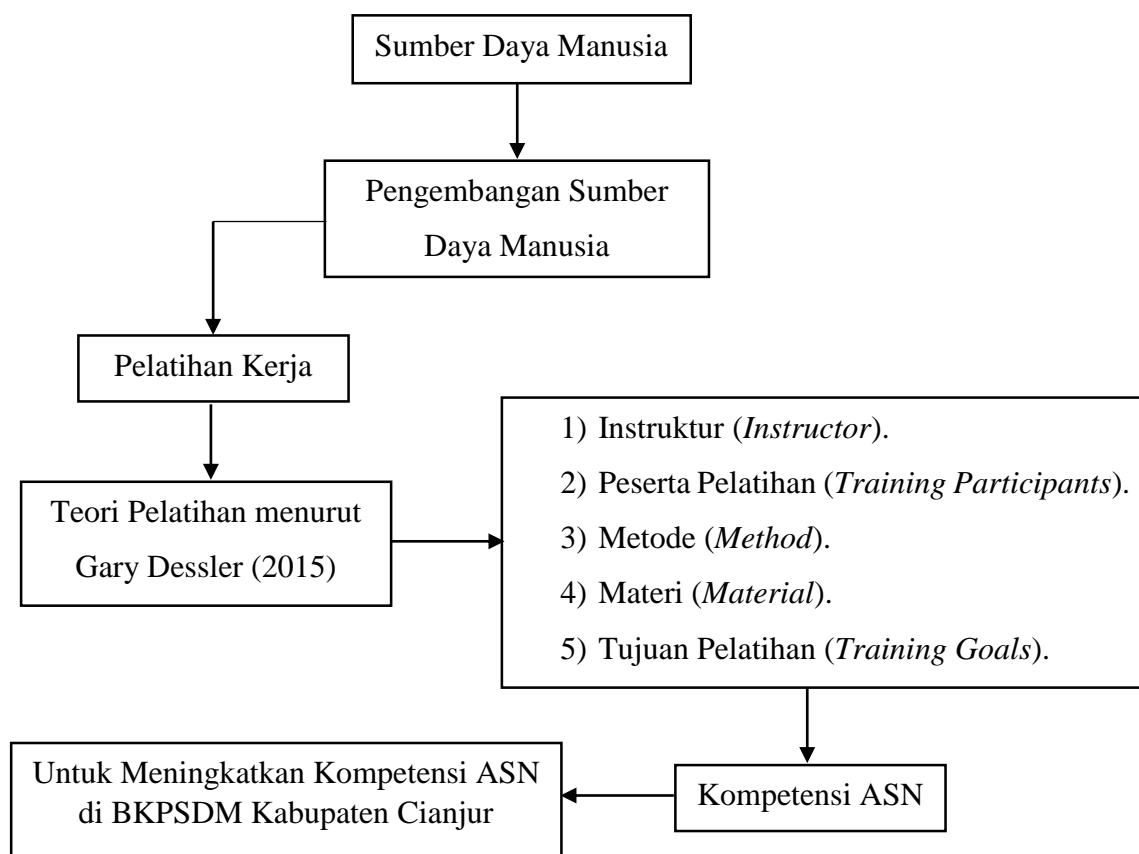 Sumber Daya Manusia
Pengembangan Sumber
Daya Manusia
Pelatihan Kerja
Teori Pelatihan menurut
Gary Dessler (2015)
1) Instruktur (Instructor).
2) Peserta Pelatihan (Training Participants).
3) Metode (Method).
4) Materi (Material).
5) Tujuan Pelatihan (Training Goals).
Kompetensi ASN
Untuk Meningkatkan Kompetensi ASN
di BKPSDM Kabupaten Cianjur